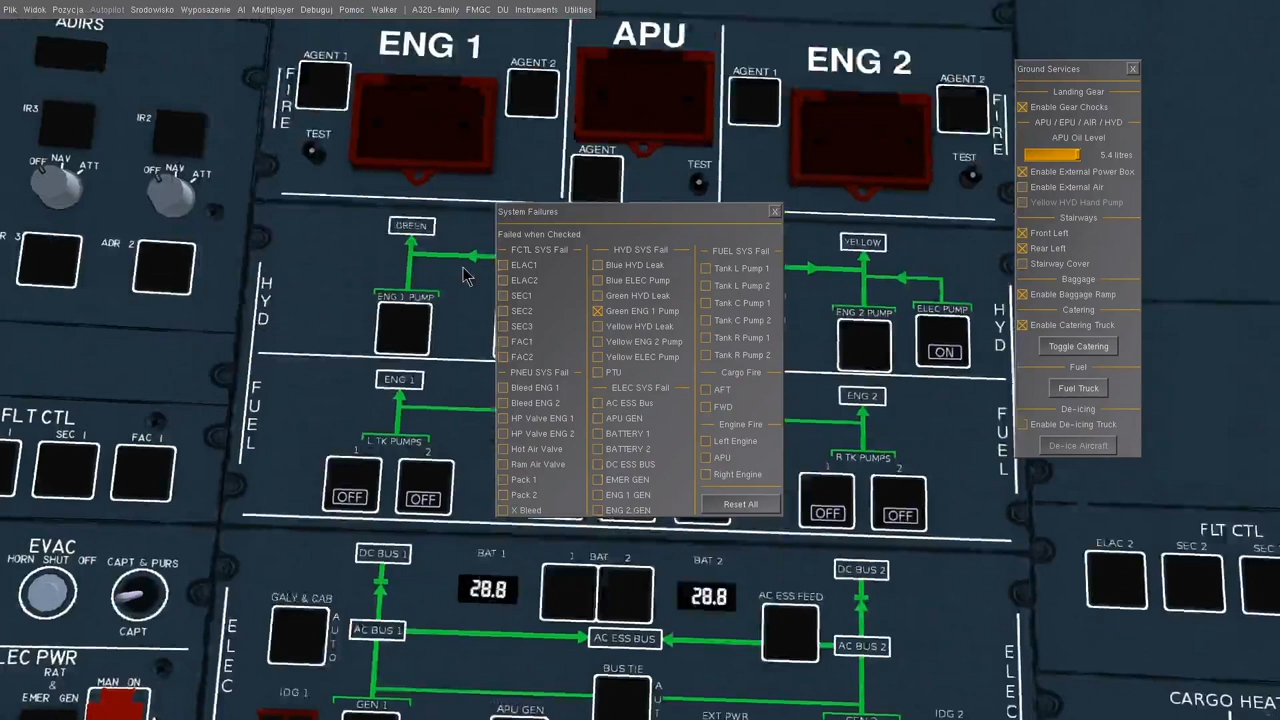 Plik Widok Pozycja Autopilot Środowisko Wyposażenie AI Multiplayer Debuguj Pomoc Walker | A320-family FMGC DU Instruments Utilities
ADIRS
IR3
IR2
OFF NAV ATT
OFF NAV ATT
ADR 2
FLT CTL
SEC 1
FAC 1
EVAC
HORN SHUT OFF
CAPT & PURS
CAPT
ELEC PWR
RAT
&
EMER GEN
MAN ON
ENG 1
AGENT 1
AGENT 2
FIRE
TEST
APU
AGENT
TEST
ENG 2
AGENT 1
AGENT 2
FIRE
TEST
GREEN
ENG 1 PUMP
HYD
YELLOW
ENG 2 PUMP
ELEC PUMP
ON
HYD
FUEL
ENG 1
L TK PUMPS
1
2
OFF
OFF
ENG 2
R TK PUMPS
1
2
OFF
OFF
FUEL
System Failures
X
Failed when Checked
FCTL SYS Fail
ELAC1
ELAC2
SEC1
SEC2
SEC3
FAC1
FAC2
PNEU SYS Fail
Bleed ENG 1
Bleed ENG 2
HP Valve ENG 1
HP Valve ENG 2
Hot Air Valve
Ram Air Valve
Pack 1
Pack 2
X Bleed
HYD SYS Fail
Blue HYD Leak
Blue ELEC Pump
Green HYD Leak
Green ENG 1 Pump
Yellow HYD Leak
Yellow ENG 2 Pump
Yellow ELEC Pump
PTU
ELEC SYS Fail
AC ESS Bus
APU GEN
BATTERY 1
BATTERY 2
DC ESS BUS
EMER GEN
ENG 1 GEN
ENG 2 GEN
FUEL SYS Fail
Tank L Pump 1
Tank L Pump 2
Tank C Pump 1
Tank C Pump 2
Tank R Pump 1
Tank R Pump 2
Cargo Fire
AFT
FWD
Engine Fire
Left Engine
APU
Right Engine
Reset All
Ground Services
X
Landing Gear
Enable Gear Chocks
APU / EPU / AIR / HYD
APU Oil Level
5.4 litres
Enable External Power Box
Enable External Air
Yellow HYD Hand Pump
Stairways
Front Left
Rear Left
Stairway Cover
Baggage
Enable Baggage Ramp
Catering
Enable Catering Truck
Toggle Catering
Fuel
Fuel Truck
De-icing
Enable De-Icing Truck
De-Ice Aircraft
ELEC
GALY & CAB
AUTO
DC BUS 1
BAT 1
28.8
1 BAT 2
BAT 2
28.8
DC BUS 2
AC ESS FEED
AC BUS 1
AC ESS BUS
AC BUS 2
BUS TIE
IDG 1
GEN 1
APU GEN
EXT PWR
IDG 2
ELEC
FLT CTL
ELAC 2
SEC 2
CARGO HEA